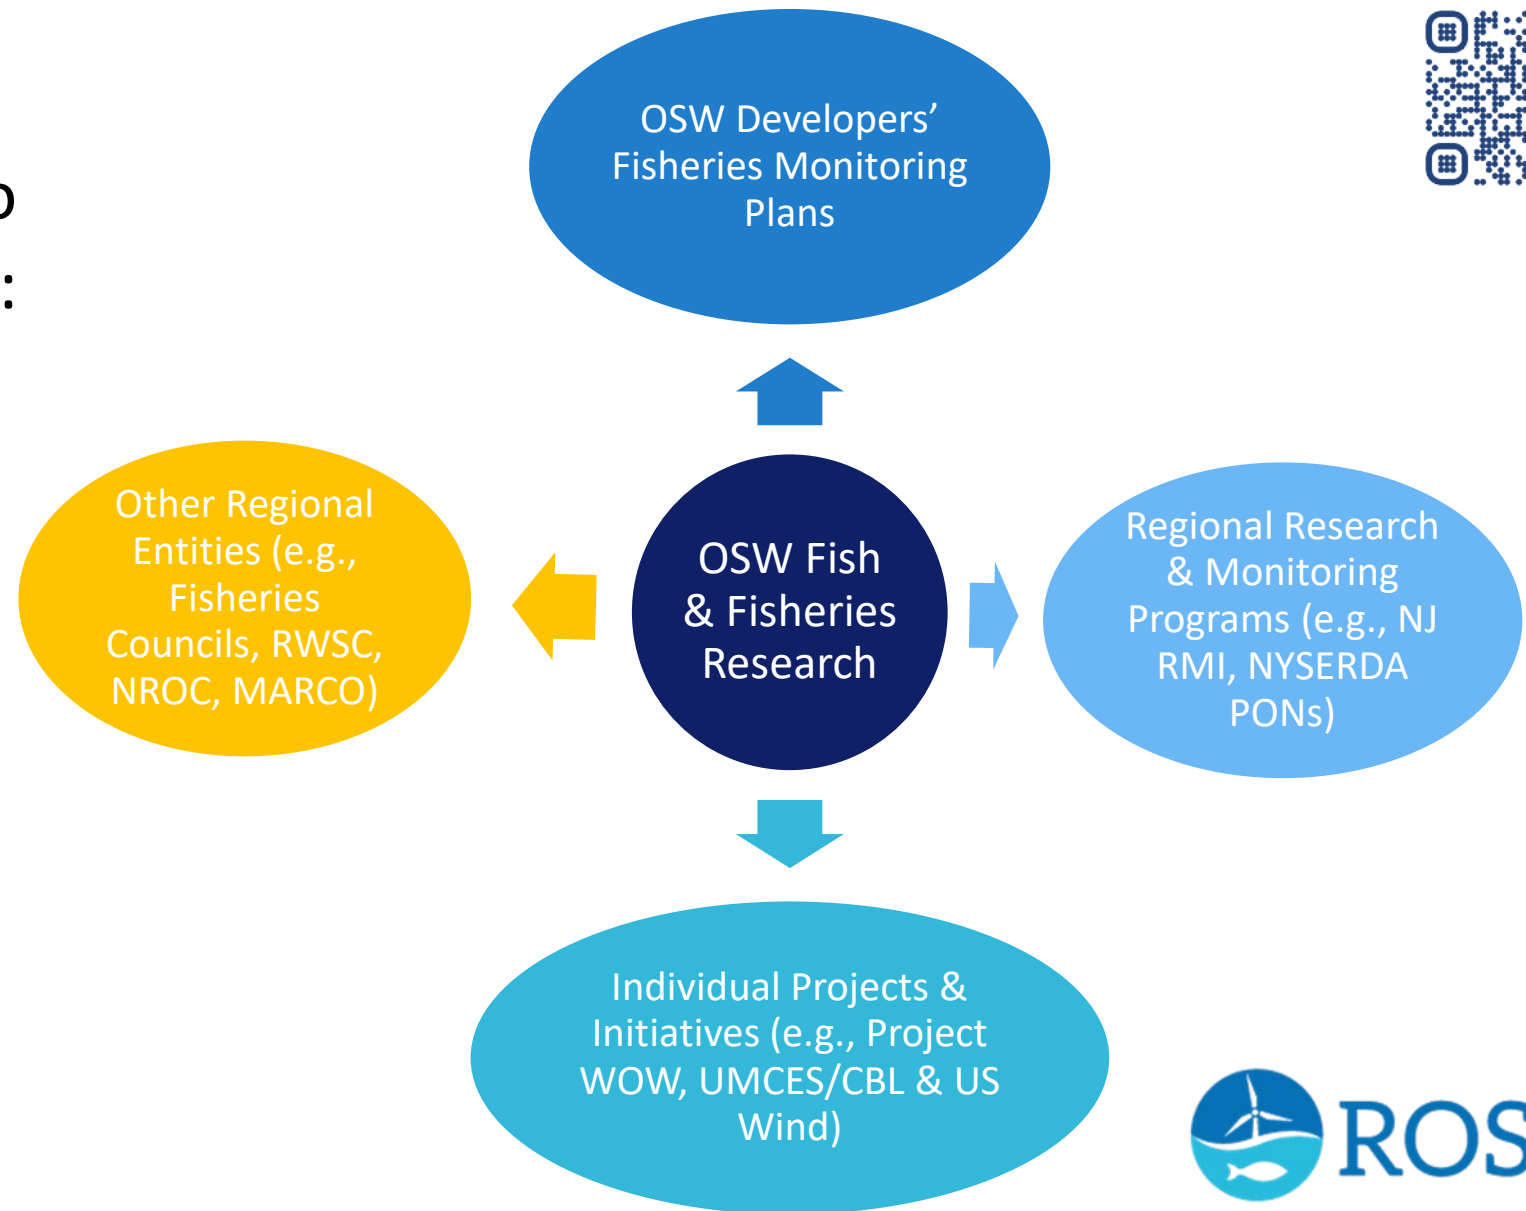 :
OSW Developers’
Fisheries Monitoring
Plans
Other Regional
Entities (e.g.,
Fisheries
Councils, RWSC,
NROC, MARCO)
OSW Fish
& Fisheries
Research
Regional Research
& Monitoring
Programs (e.g., NJ
RMI, NYSERDA
PONs)
Individual Projects &
Initiatives (e.g., Project
WOW, UMCES/CBL & US
Wind)
ROS